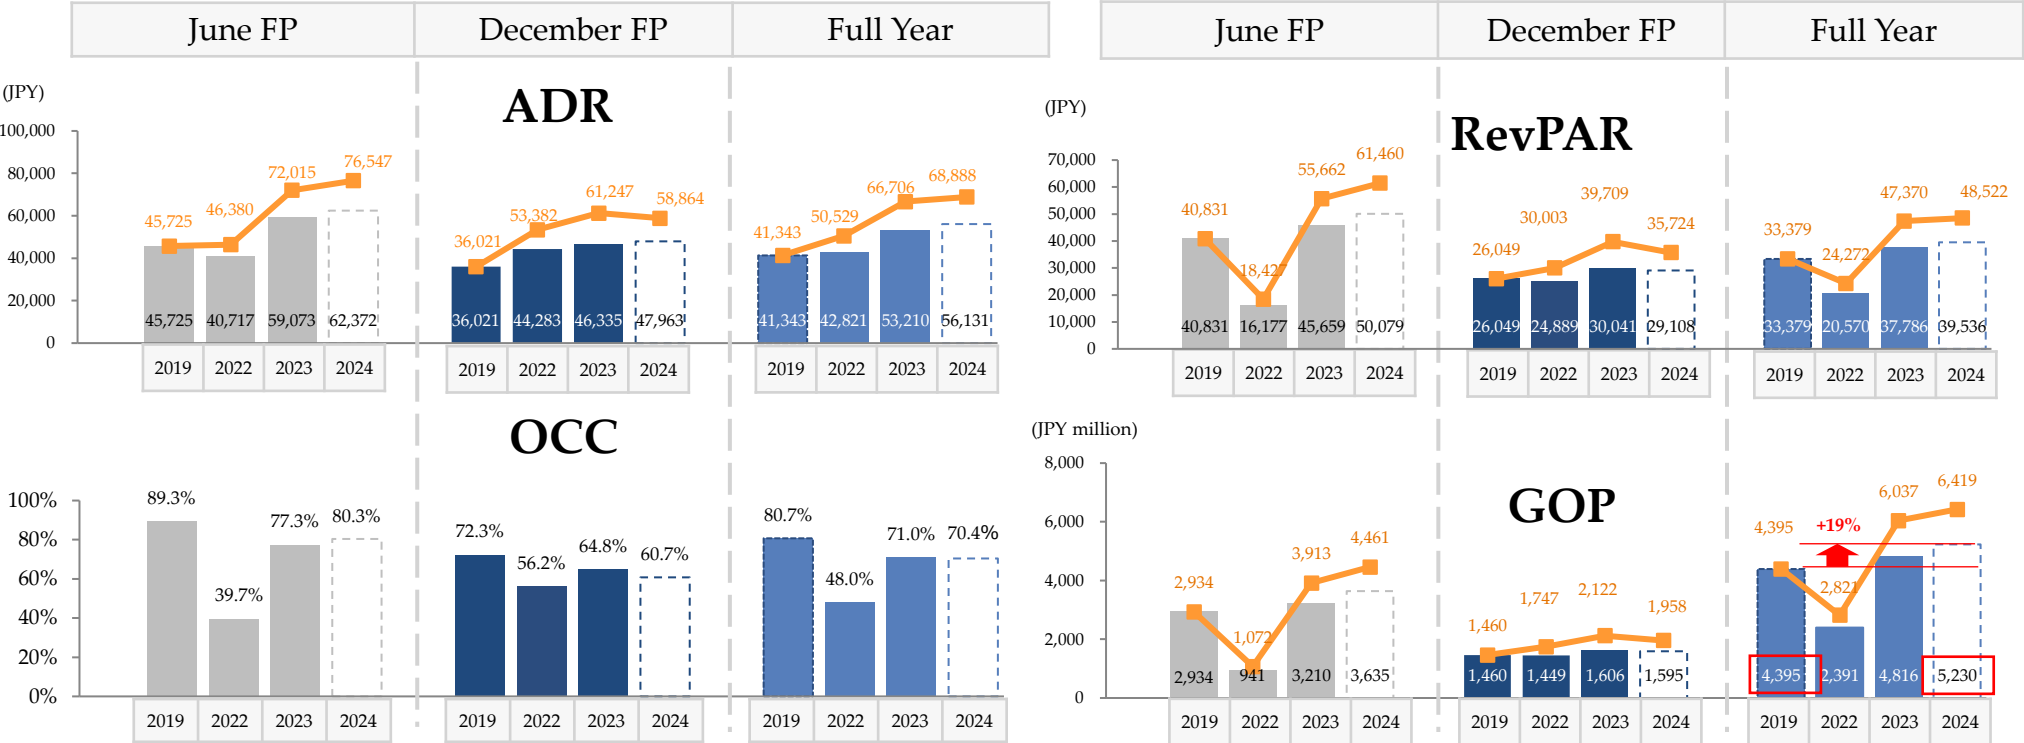 June FP December FP Full Year
(JPY)
ADR
100,000
80,000
60,000
40,000
20,000
0
45,725 46,380 72,015 76,547
45,725 40,717 59,073 62,372
2019 2022 2023 2024
36,021 53,382 61,247 58,864
36,021 44,283 46,335 47,963
2019 2022 2023 2024
41,343 50,529 66,706 68,888
41,343 42,821 53,210 56,131
2019 2022 2023 2024
OCC
100%
80%
60%
40%
20%
0%
89.3% 39.7% 77.3% 80.3%
2019 2022 2023 2024
72.3% 56.2% 64.8% 60.7%
2019 2022 2023 2024
80.7% 48.0% 71.0% 70.4%
2019 2022 2023 2024
June FP December FP Full Year
(JPY)
RevPAR
70,000
60,000
50,000
40,000
30,000
20,000
10,000
0
40,831 18,427 55,662 61,460
40,831 16,177 45,659 50,079
2019 2022 2023 2024
26,049 30,003 39,709 35,724
26,049 24,889 30,041 29,108
2019 2022 2023 2024
33,379 24,272 47,370 48,522
33,379 20,570 37,786 39,536
2019 2022 2023 2024
(JPY million)
GOP
8,000
6,000
4,000
2,000
0
2,934 1,072 3,913 4,461
2,934 941 3,210 3,635
2019 2022 2023 2024
1,460 1,747 2,122 1,958
1,460 1,449 1,606 1,595
2019 2022 2023 2024
4,395 2,821 6,037 6,419
+19%
4,395 2,391 4,816 5,230
2019 2022 2023 2024